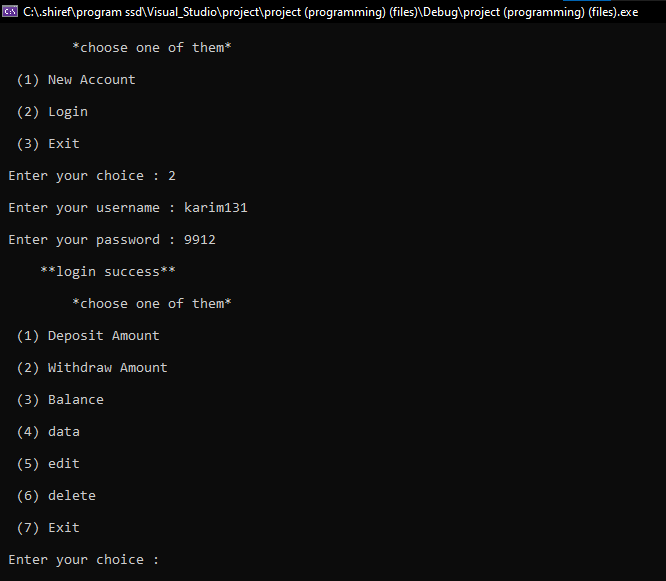 C:\.shiref\program ssd\Visual_Studio\project\project (programming) (files)\Debug\project (programming) (files).exe
*choose one of them*
(1) New Account
(2) Login
(3) Exit
Enter your choice : 2
Enter your username : karim131
Enter your password : 9912
**login success**
*choose one of them*
(1) Deposit Amount
(2) Withdraw Amount
(3) Balance
(4) data
(5) edit
(6) delete
(7) Exit
Enter your choice :